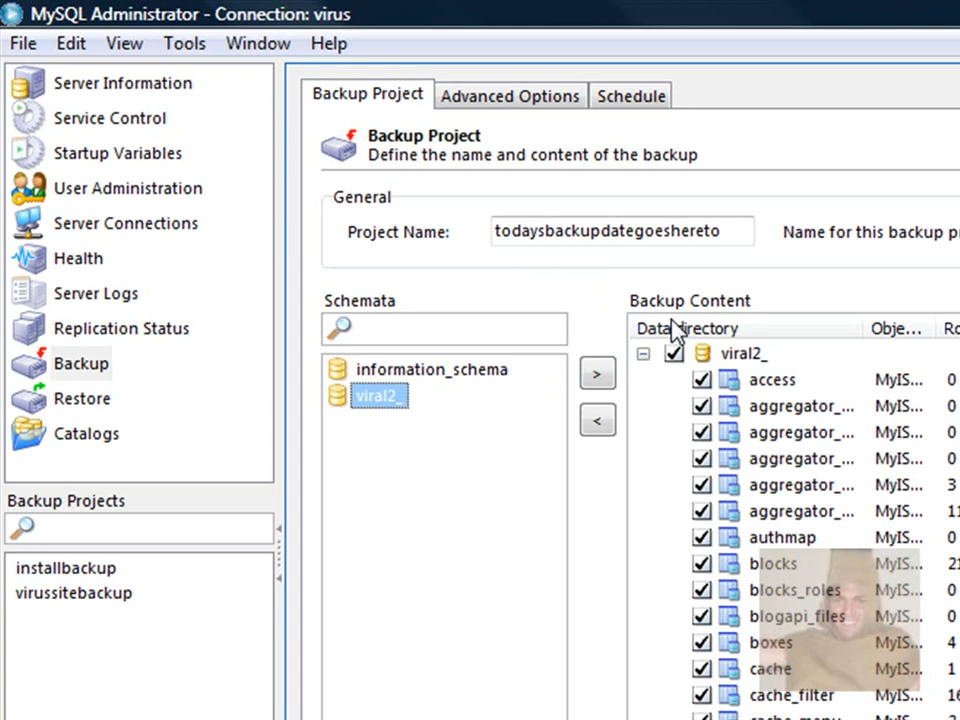 MySQL Administrator - Connection: virus
File Edit View Tools Window Help
Server Information
Service Control
Startup Variables
User Administration
Server Connections
Health
Server Logs
Replication Status
Backup
Restore
Catalogs
Backup Projects
installbackup
virussitebackup
Backup Project Advanced Options Schedule
Backup Project
Define the name and content of the backup
General
Project Name: todaysbackupdategoeshereto Name for this backup
Schemata
information_schema
viral2_
>
<
Backup Content
Data directory Obje...
viral2_
access MyIS... 0
aggregator_... MyIS... 0
aggregator_... MyIS... 0
aggregator_... MyIS... 0
aggregator_... MyIS... 3
aggregator_... MyIS... 11
authmap MyIS... 0
blocks MyIS... 21
blocks_roles MyIS... 0
blogapi_files MyIS... 0
boxes MyIS... 4
cache MyIS... 1
cache_filter MyIS... 16